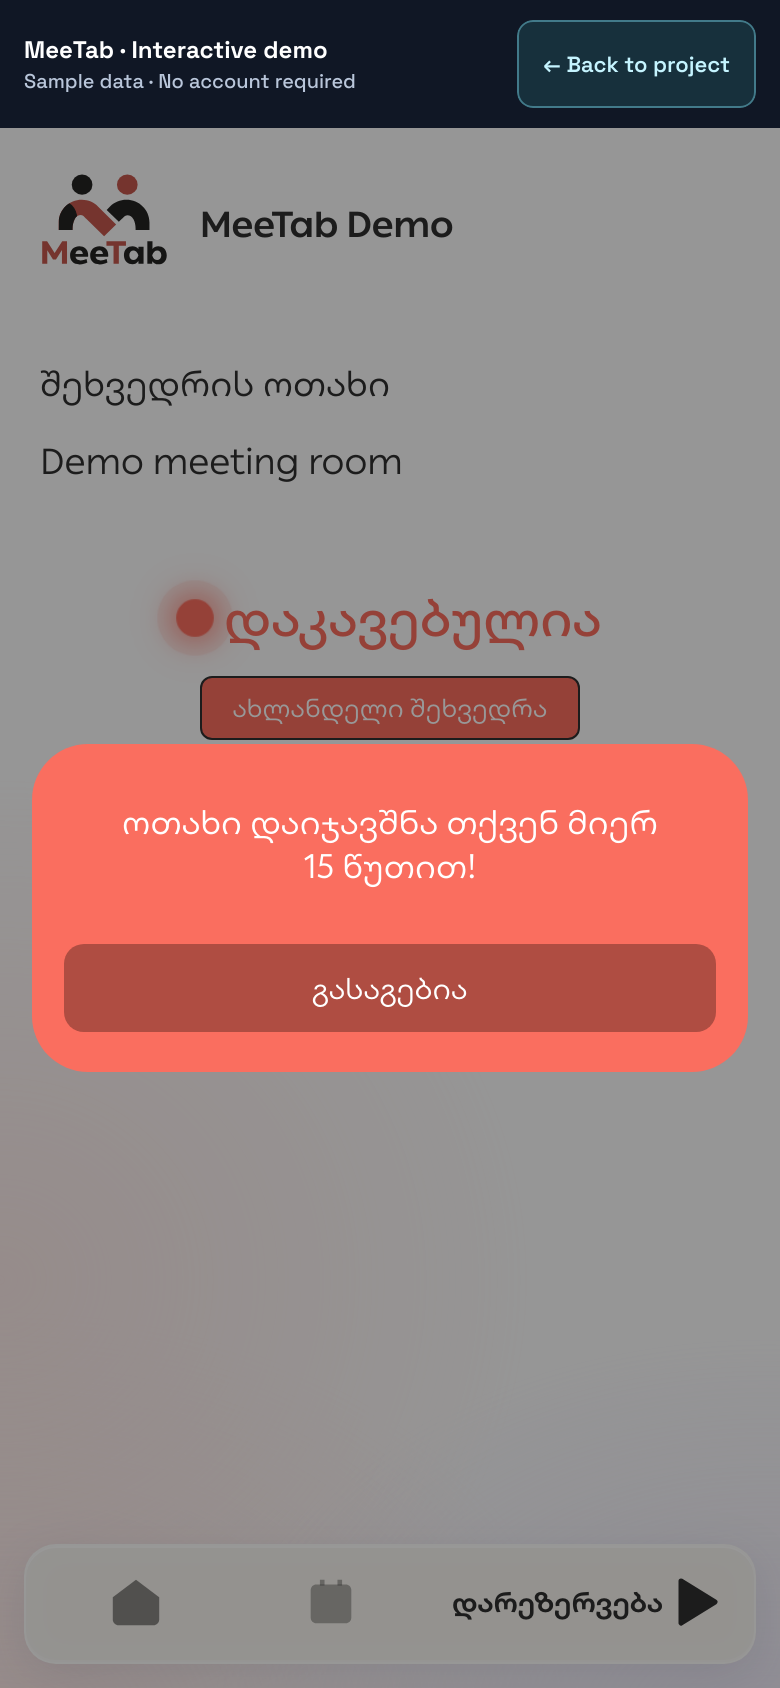 MeeTab · Interactive demo
Sample data · No account required
← Back to project
MeeTab
MeeTab Demo
შეხვედრის ოთახი
Demo meeting room
დაკავებულია
ახლანდელი შეხვედრა
ოთახი დაიჯავშნა თქვენ მიერ
15 წუთით!
გასაგებია
დარეზერვება